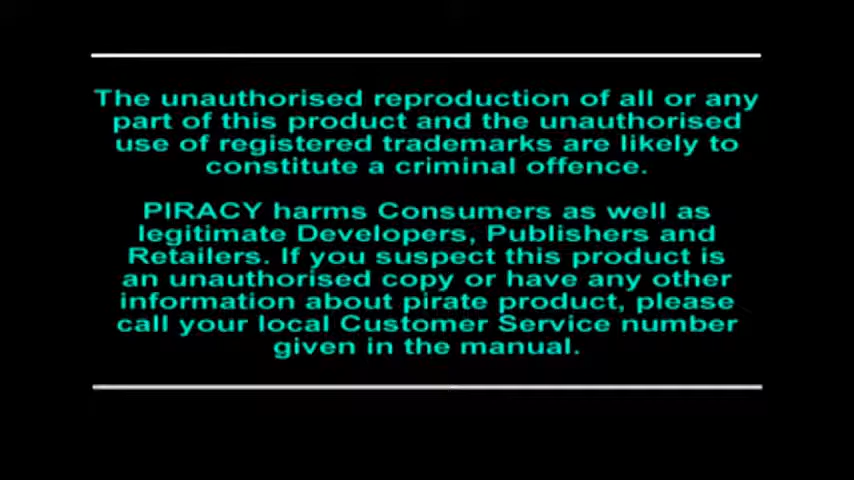 The unauthorised reproduction of all or any
part of this product and the unauthorised
use of registered trademarks are likely to
constitute a criminal offence.
PIRACY harms Consumers as well as
legitimate Developers, Publishers and
Retailers. If you suspect this product is
an unauthorised copy or have any other
information about pirate product, please
call your local Customer Service number
given in the manual.